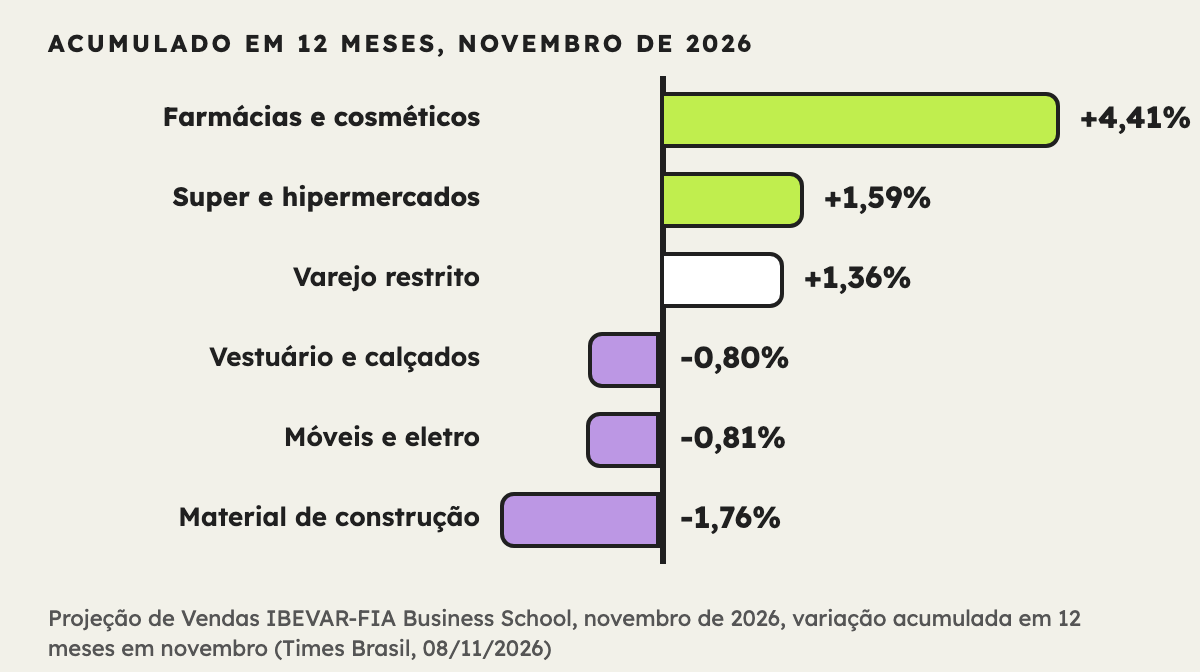 ACUMULADO EM 12 MESES, NOVEMBRO DE 2026
Farmácias e cosméticos +4,41%
Super e hipermercados +1,59%
Varejo restrito +1,36%
Vestuário e calçados -0,80%
Móveis e eletro -0,81%
Material de construção -1,76%
Projeção de Vendas IBEVAR-FIA Business School, novembro de 2026, variação acumulada em 12
meses em novembro (Times Brasil, 08/11/2026)